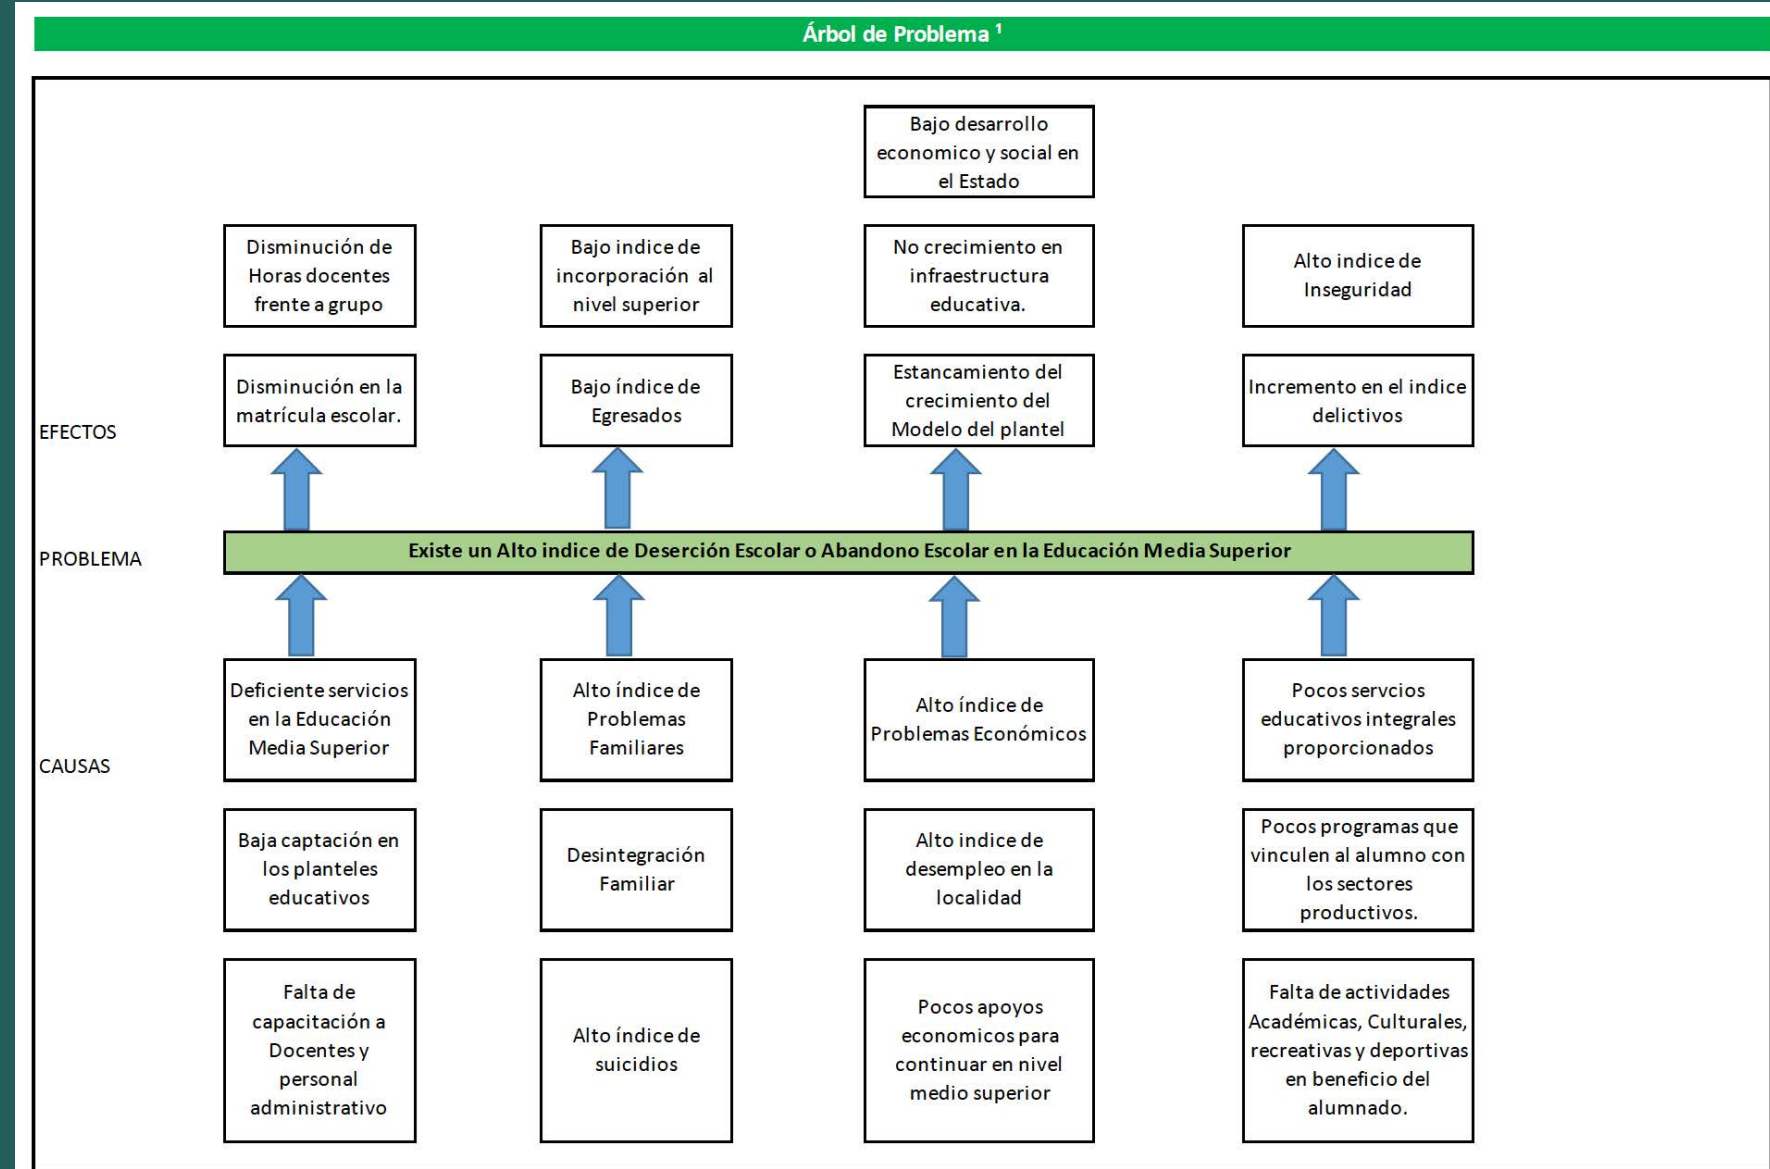 Árbol de Problema ¹
Bajo desarrollo
economico y social en
el Estado
Disminución de
Horas docentes
frente a grupo
Bajo indice de
incorporación al
nivel superior
No crecimiento en
infraestructura
educativa.
Alto indice de
Inseguridad
Disminución en la
matrícula escolar.
Bajo índice de
Egresados
Estancamiento del
crecimiento del
Modelo del plantel
Incremento en el indice
delictivos
EFECTOS
PROBLEMA
Existe un Alto indice de Deserción Escolar o Abandono Escolar en la Educación Media Superior
Deficiente servicios
en la Educación
Media Superior
Alto índice de
Problemas
Familiares
Alto índice de
Problemas Económicos
Pocos servcios
educativos integrales
proporcionados
CAUSAS
Baja captación en
los planteles
educativos
Desintegración
Familiar
Alto indice de
desempleo en la
localidad
Pocos programas que
vinculen al alumno con
los sectores
productivos.
Falta de
capacitación a
Docentes y
personal
administrativo
Alto índice de
suicidios
Pocos apoyos
economicos para
continuar en nivel
medio superior
Falta de actividades
Académicas, Culturales,
recreativas y deportivas
en beneficio del
alumnado.